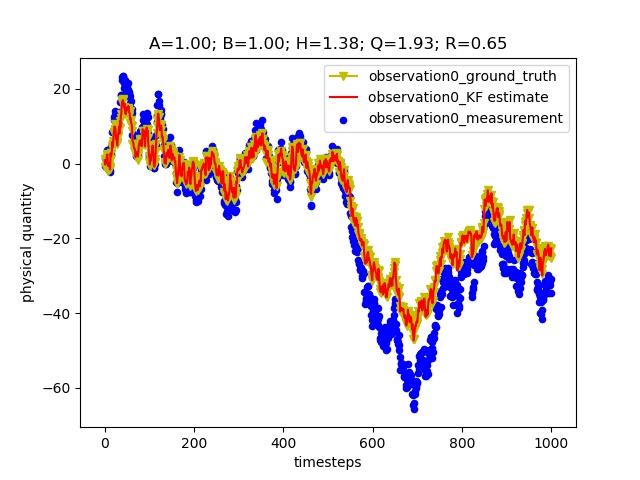 A=1.00; B=1.00; H=1.38; Q=1.93; R=0.65
observation0_ground_truth
observation0_KF estimate
observation0_measurement
physical quantity
20
0
−20
−40
−60
0 200 400 600 800 1000
timesteps